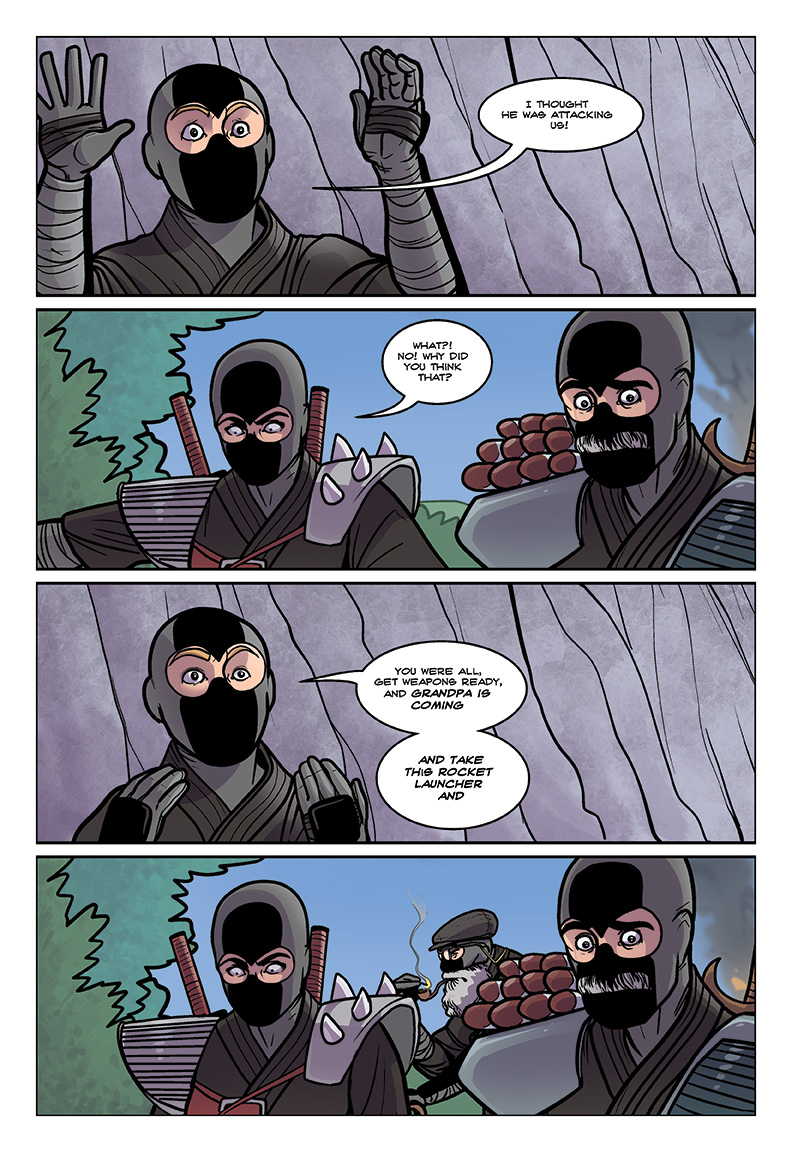 I THOUGHT
HE WAS ATTACKING
US!
WHAT?!
NO! WHY DID
YOU THINK
THAT?
YOU WERE ALL,
GET WEAPONS READY,
AND GRANDPA IS
COMING
AND TAKE
THIS ROCKET
LAUNCHER
AND